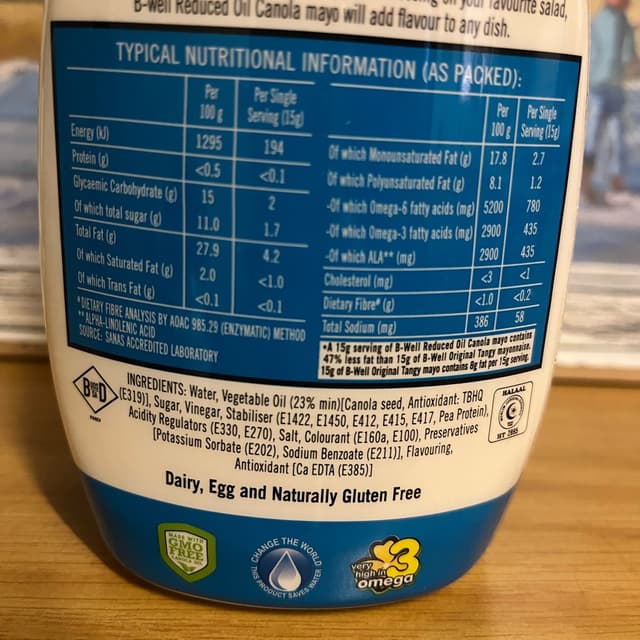 your favourite salad,
B-Well Reduced Oil Canola mayo will add flavour to any dish.
TYPICAL NUTRITIONAL INFORMATION (AS PACKED):
Per 100 g Per Single Serving (15g)
Energy (kJ) 1295 194
Protein (g) <0.5 <0.1
Glycaemic Carbohydrate (g) 15 2
Of which total sugar (g) 11.0 1.7
Total Fat (g) 27.9 4.2
Of which Saturated Fat (g) 2.0 <1.0
Of which Trans Fat (g) <0.1 <0.1
Per 100 g Per Single Serving (15g)
Of which Monounsaturated Fat (g) 17.8 2.7
Of which Polyunsaturated Fat (g) 8.1 1.2
-Of which Omega-6 fatty acids (mg) 5200 780
-Of which Omega-3 fatty acids (mg) 2900 435
-Of which ALA** (mg) 2900 435
Cholesterol (mg) <3 <1
Dietary Fibre# (g) <1.0 <0.2
Total Sodium (mg) 386 58
#DIETARY FIBRE ANALYSIS BY AOAC 985.29 (ENZYMATIC) METHOD
**ALPHA-LINOLENIC ACID
SOURCE: SANAS ACCREDITED LABORATORY
*A 15g serving of B-Well Reduced Oil Canola mayo contains
47% less fat than 15g of B-Well Original Tangy mayonnaise.
15g of B-Well Original Tangy mayo contains 8g fat per 15g serving.
INGREDIENTS: Water, Vegetable Oil (23% min)[Canola seed, Antioxidant: TBHQ
(E319)], Sugar, Vinegar, Stabiliser (E1422, E1450, E412, E415, E417, Pea Protein),
Acidity Regulators (E330, E270), Salt, Colourant (E160a, E100), Preservatives
[Potassium Sorbate (E202), Sodium Benzoate (E211)], Flavouring,
Antioxidant [Ca EDTA (E385)]
B D
HALAAL
Dairy, Egg and Naturally Gluten Free
MADE WITH
GMO
FREE
CANOLA OIL
CHANGE THE WORLD
THIS PRODUCT SAVES WATER
very
high in
omega
3